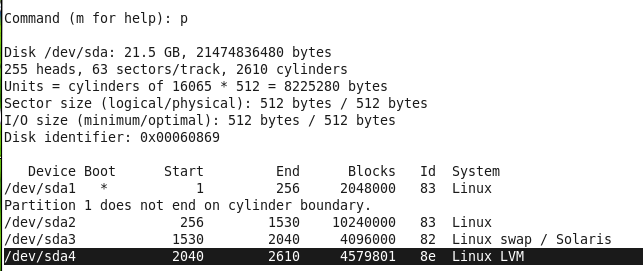 Command (m for help): p
Disk /dev/sda: 21.5 GB, 21474836480 bytes
255 heads, 63 sectors/track, 2610 cylinders
Units = cylinders of 16065 * 512 = 8225280 bytes
Sector size (logical/physical): 512 bytes / 512 bytes
I/O size (minimum/optimal): 512 bytes / 512 bytes
Disk identifier: 0x00060869
Device Boot      Start         End      Blocks   Id  System
/dev/sda1   *           1         256     2048000   83  Linux
Partition 1 does not end on cylinder boundary.
/dev/sda2             256        1530    10240000   83  Linux
/dev/sda3            1530        2040     4096000   82  Linux swap / Solaris
/dev/sda4            2040        2610     4579801   8e  Linux LVM